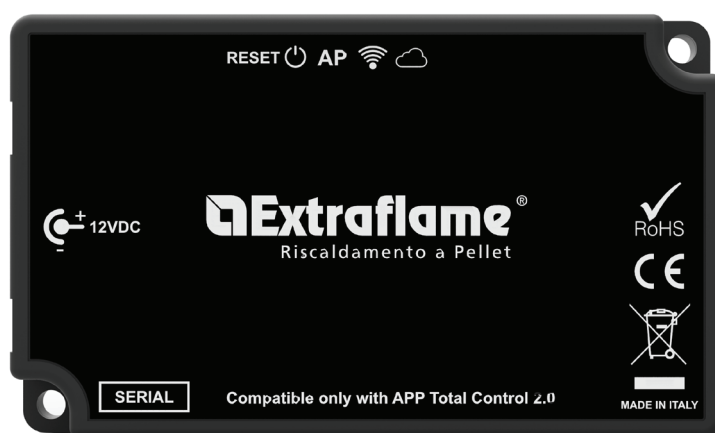 RESET AP
12VDC
Extraflame®
Riscaldamento a Pellet
RoHS
CE
SERIAL
Compatible only with APP Total Control 2.0
MADE IN ITALY